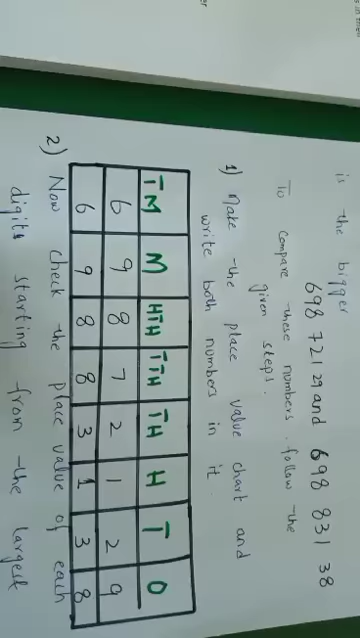 is the bigger
698 721 29 and 698 831 38
To compare these numbers, follow the
given steps.
1) Make the place value chart and
write both numbers in it
TM M HTH TTH TH H T O
6 9 8 7 2 1 2 9
6 9 8 8 3 1 3 8
2) Now check the place value of each
digits starting from the largest